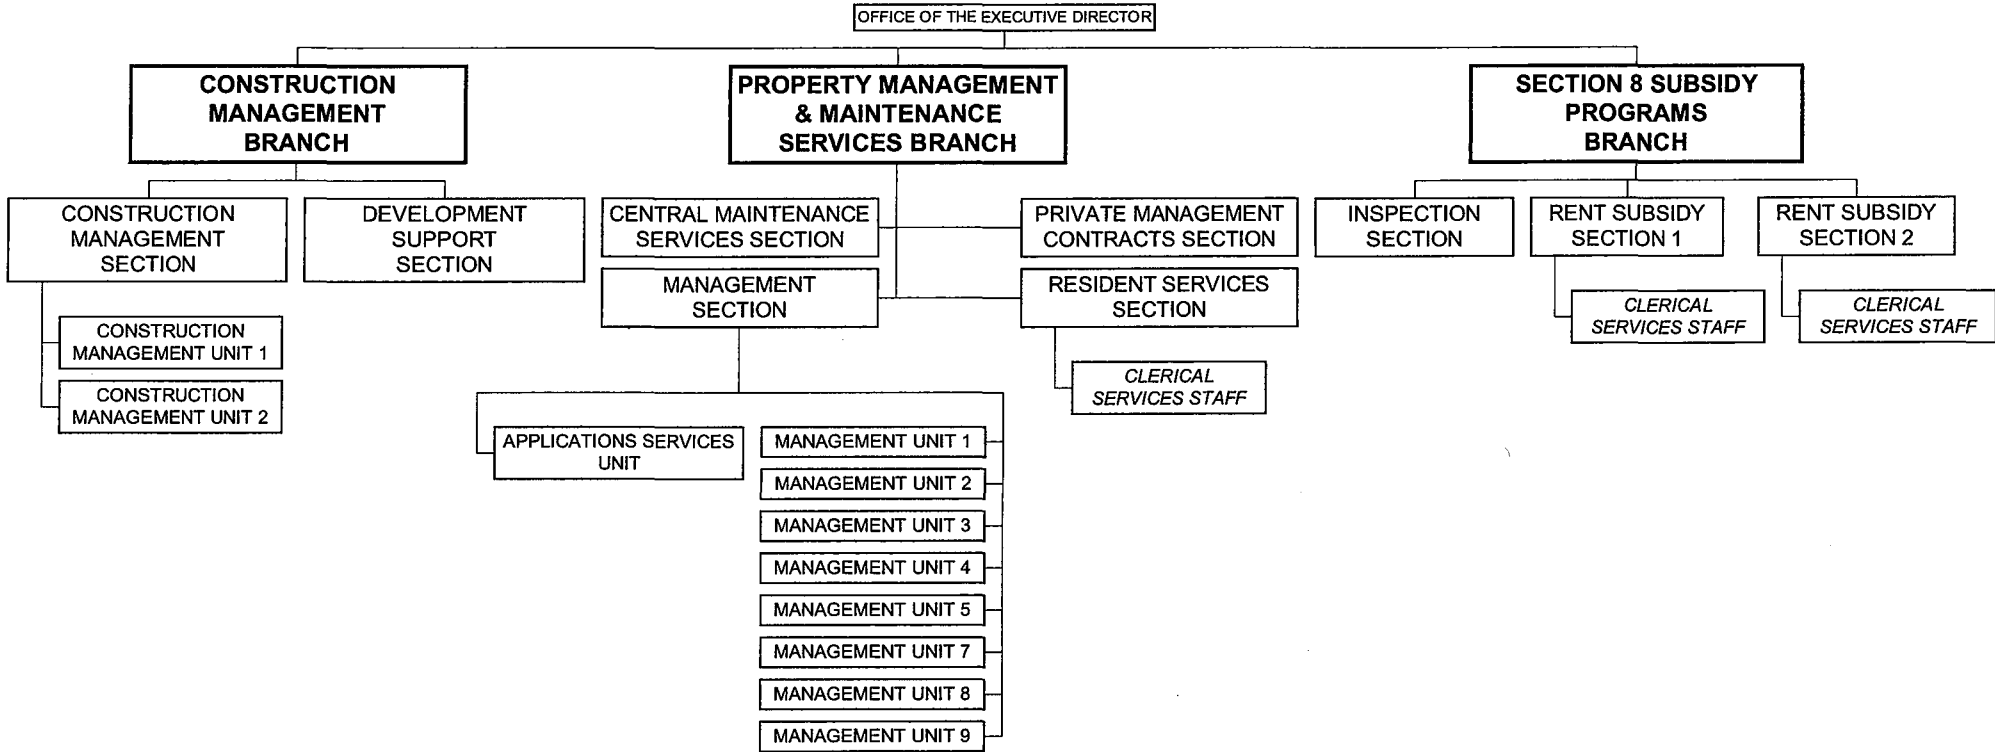 OFFICE OF THE EXECUTIVE DIRECTOR
CONSTRUCTION
MANAGEMENT
BRANCH
PROPERTY MANAGEMENT
& MAINTENANCE
SERVICES BRANCH
SECTION 8 SUBSIDY
PROGRAMS
BRANCH
CONSTRUCTION
MANAGEMENT
SECTION
DEVELOPMENT
SUPPORT
SECTION
CENTRAL MAINTENANCE
SERVICES SECTION
PRIVATE MANAGEMENT
CONTRACTS SECTION
INSPECTION
SECTION
RENT SUBSIDY
SECTION 1
RENT SUBSIDY
SECTION 2
MANAGEMENT
SECTION
RESIDENT SERVICES
SECTION
CLERICAL
SERVICES STAFF
CLERICAL
SERVICES STAFF
CONSTRUCTION
MANAGEMENT UNIT 1
CONSTRUCTION
MANAGEMENT UNIT 2
CLERICAL
SERVICES STAFF
APPLICATIONS SERVICES
UNIT
MANAGEMENT UNIT 1
MANAGEMENT UNIT 2
MANAGEMENT UNIT 3
MANAGEMENT UNIT 4
MANAGEMENT UNIT 5
MANAGEMENT UNIT 7
MANAGEMENT UNIT 8
MANAGEMENT UNIT 9